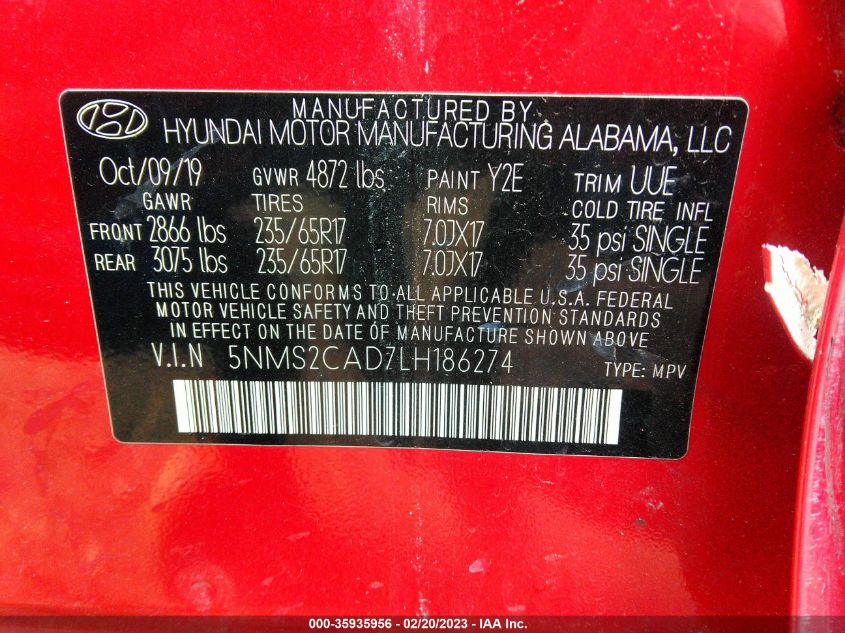 MANUFACTURED BY
HYUNDAI MOTOR MANUFACTURING ALABAMA, LLC
Oct/09/19 GVWR 4872 lbs PAINT Y2E TRIM UUE
GAWR TIRES RIMS COLD TIRE INFL
FRONT 2866 lbs 235/65R17 7.0JX17 35 psi SINGLE
REAR 3075 lbs 235/65R17 7.0JX17 35 psi SINGLE
THIS VEHICLE CONFORMS TO ALL APPLICABLE U.S.A. FEDERAL
MOTOR VEHICLE SAFETY AND THEFT PREVENTION STANDARDS
IN EFFECT ON THE DATE OF MANUFACTURE SHOWN ABOVE
V.I.N 5NMS2CAD7LH186274 TYPE: MPV
000-35935956 - 02/20/2023 - IAA Inc.